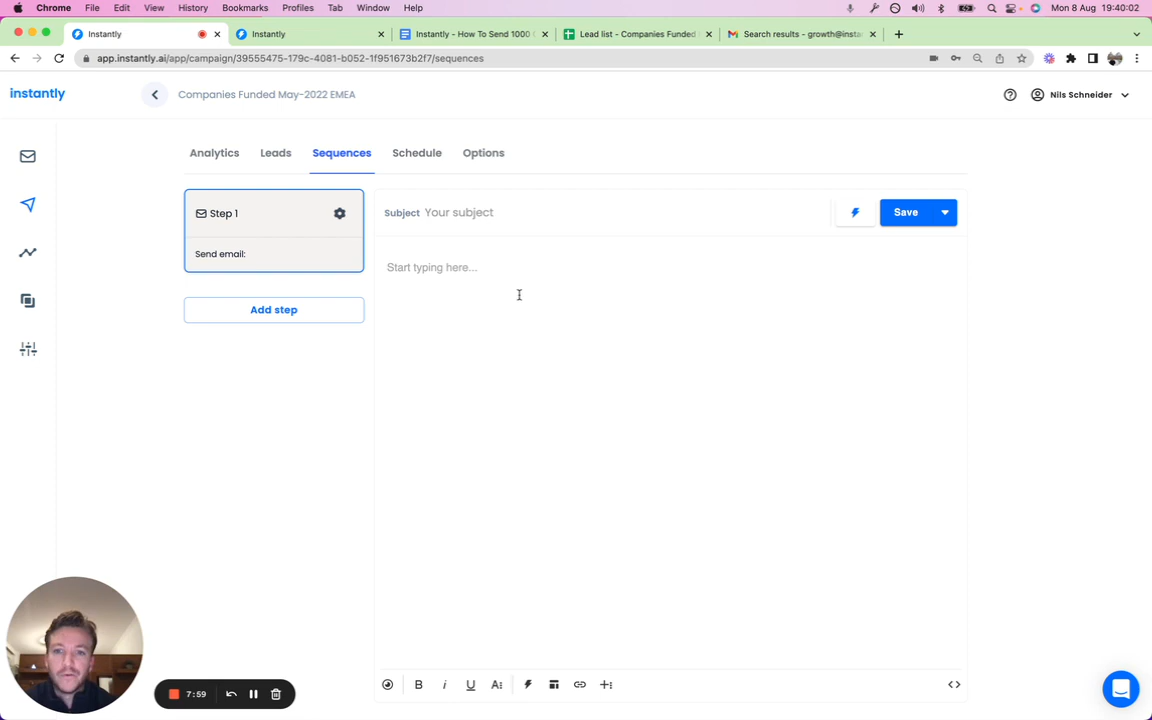 Chrome File Edit View History Bookmarks Profiles Tab Window Help Mon 8 Aug 19:40:02
Instantly Instantly Instantly - How To Send 1000 Lead list - Companies Funded Search results - growth@insta
app.instantly.ai/app/campaign/39555475-179c-4081-b052-1f951673b2f7/sequences
instantly Companies Funded May-2022 EMEA Nils Schneider
Analytics Leads Sequences Schedule Options
Step 1 Subject Your subject Save
Send email:
Start typing here...
Add step
B i U A
7:59